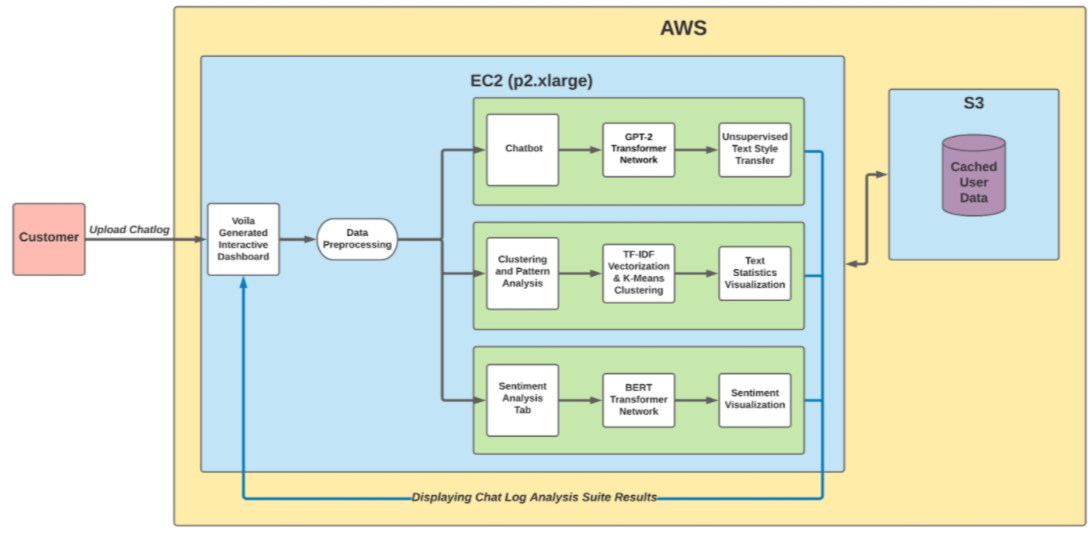 AWS
EC2 (p2.xlarge)
S3
Cached
User
Data
Customer
Upload Chatlog
Voila
Generated
Interactive
Dashboard
Data
Preprocessing
Chatbot
GPT-2
Transformer
Network
Unsupervised
Text Style
Transfer
Clustering
and Pattern
Analysis
TF-IDF
Vectorization
& K-Means
Clustering
Text
Statistics
Visualization
Sentiment
Analysis
Tab
BERT
Transformer
Network
Sentiment
Visualization
Displaying Chat Log Analysis Suite Results